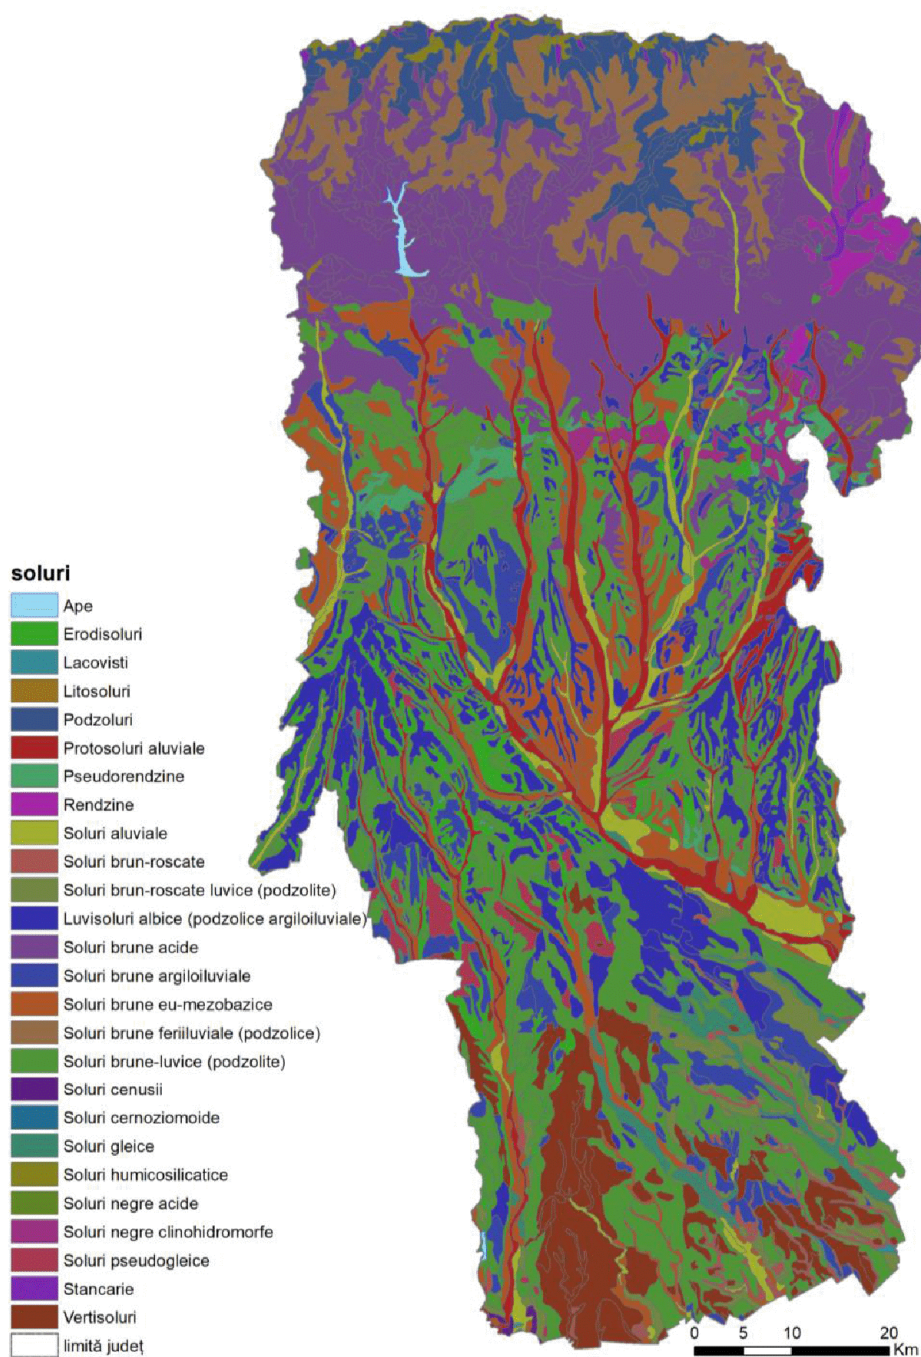 soluri
Ape
Erodisoluri
Lacovisti
Litosoluri
Podzoluri
Protosoluri aluviale
Pseudorendzine
Rendzine
Soluri aluviale
Soluri brun-roscate
Soluri brun-roscate luvice (podzolite)
Luvisoluri albice (podzolice argiloiluviale)
Soluri brune acide
Soluri brune argiloiluviale
Soluri brune eu-mezobazice
Soluri brune feriiluviale (podzolice)
Soluri brune-luvice (podzolite)
Soluri cenusii
Soluri cernoziomoide
Soluri gleice
Soluri humicosilicatice
Soluri negre acide
Soluri negre clinohidromorfe
Soluri pseudogleice
Stancarie
Vertisoluri
limită județ
0 5 10 20
Km